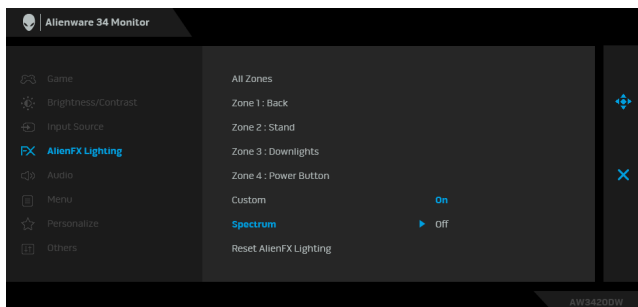 Alienware 34 Monitor
Game
Brightness/Contrast
Input Source
FX AlienFX Lighting
Audio
Menu
Personalize
Others
All Zones
Zone 1 : Back
Zone 2 : Stand
Zone 3 : Downlights
Zone 4 : Power Button
Custom On
Spectrum Off
Reset AlienFX Lighting
AW3420DW